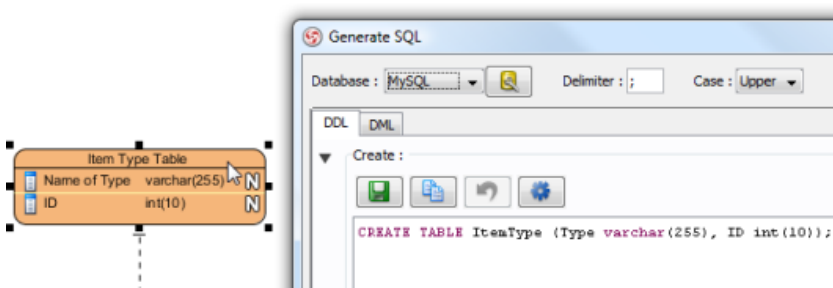 Generate SQL
Database : MySQL Delimiter : ; Case : Upper
DDL DML
Create :
CREATE TABLE ItemType (Type varchar(255), ID int(10));
Item Type Table
Name of Type varchar(255) N
ID int(10) N